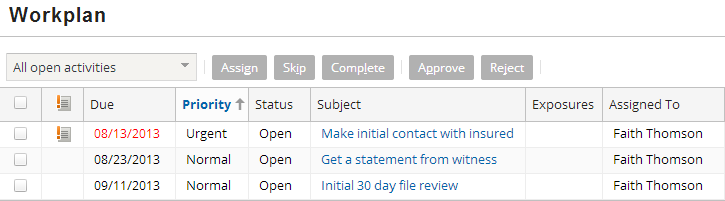 Workplan
All open activities Assign Skip Complete Approve Reject
Due Priority Status Subject Exposures Assigned To
08/13/2013 Urgent Open Make initial contact with insured Faith Thomson
08/23/2013 Normal Open Get a statement from witness Faith Thomson
09/11/2013 Normal Open Initial 30 day file review Faith Thomson